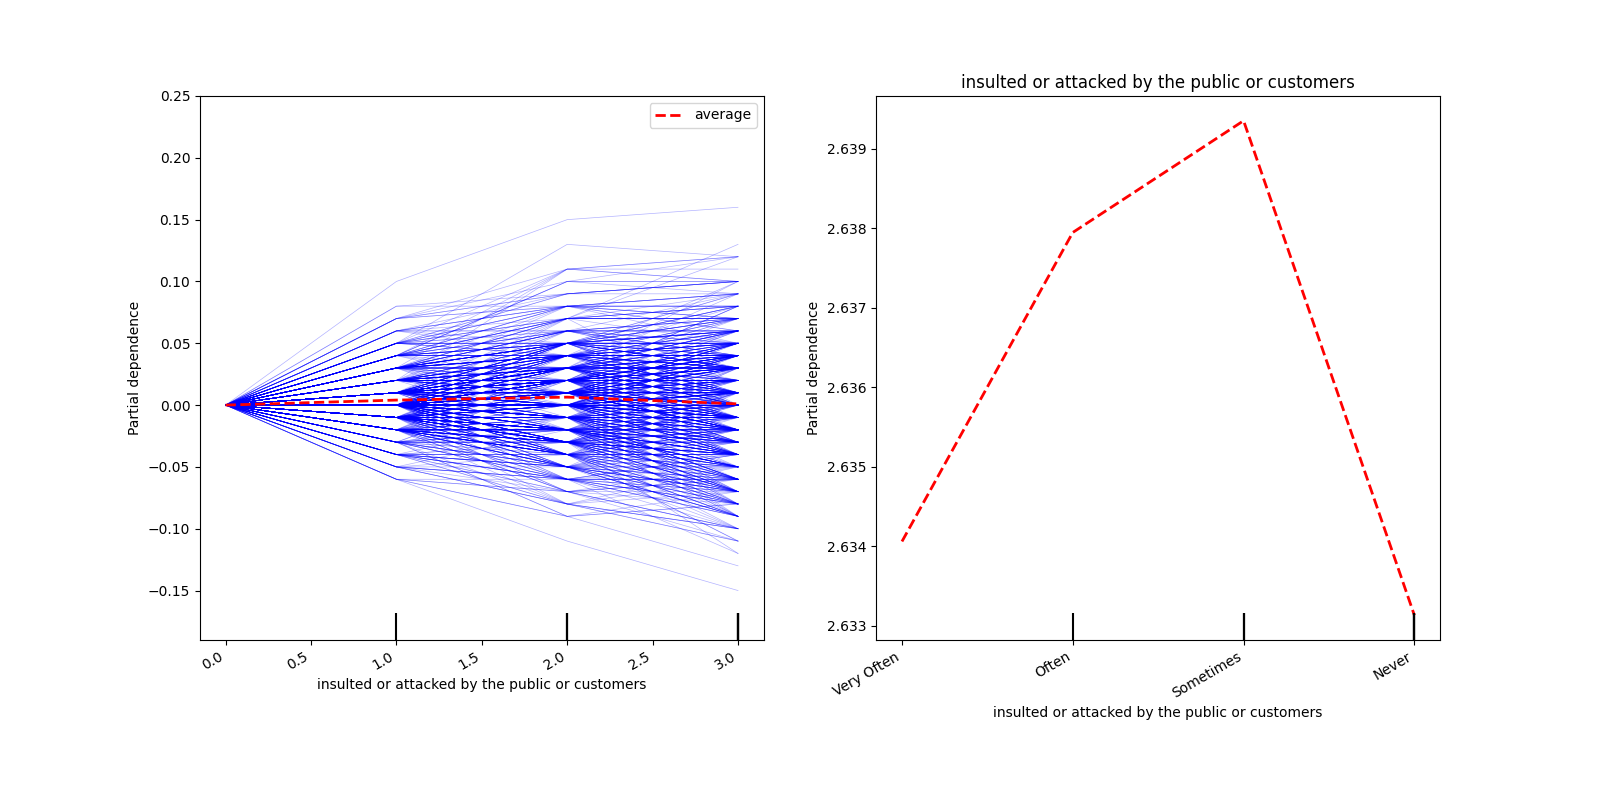 0.25
0.20
0.15
0.10
0.05
0.00
−0.05
−0.10
−0.15
Partial dependence
average
0.0
0.5
1.0
1.5
2.0
2.5
3.0
insulted or attacked by the public or customers
insulted or attacked by the public or customers
2.639
2.638
2.637
2.636
2.635
2.634
2.633
Partial dependence
Very Often
Often
Sometimes
Never
insulted or attacked by the public or customers